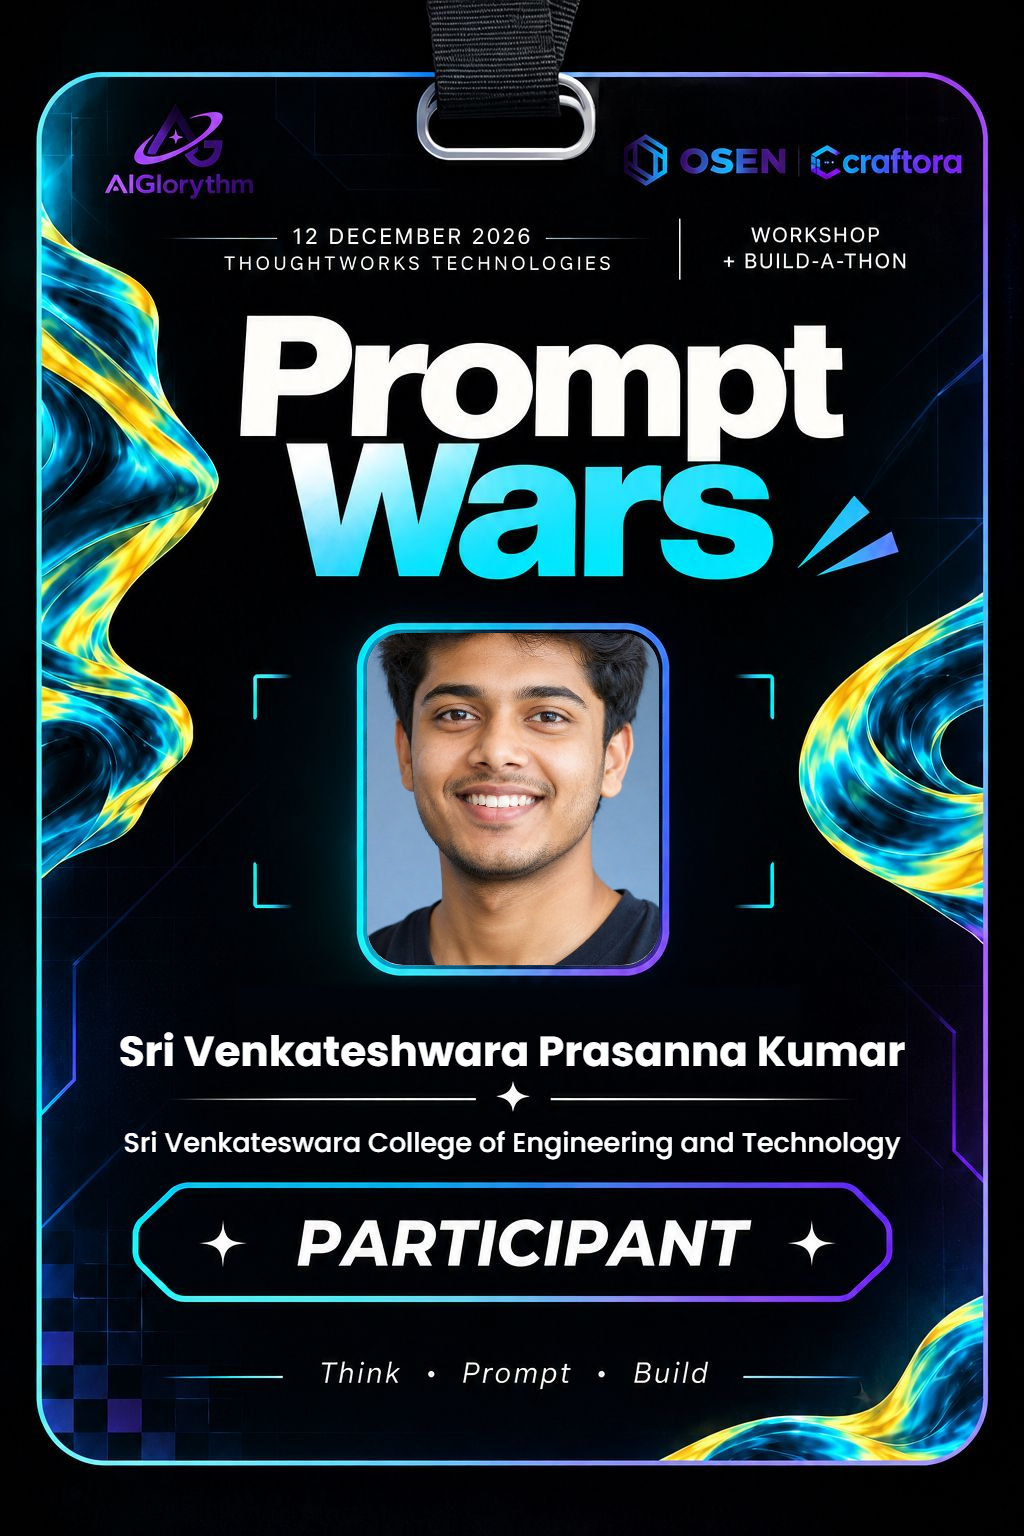 AIGlorythm
OSEN | craftora
12 DECEMBER 2026
THOUGHTWORKS TECHNOLOGIES
WORKSHOP
+ BUILD-A-THON
Prompt
Wars
Sri Venkateshwara Prasanna Kumar
Sri Venkateswara College of Engineering and Technology
PARTICIPANT
Think • Prompt • Build